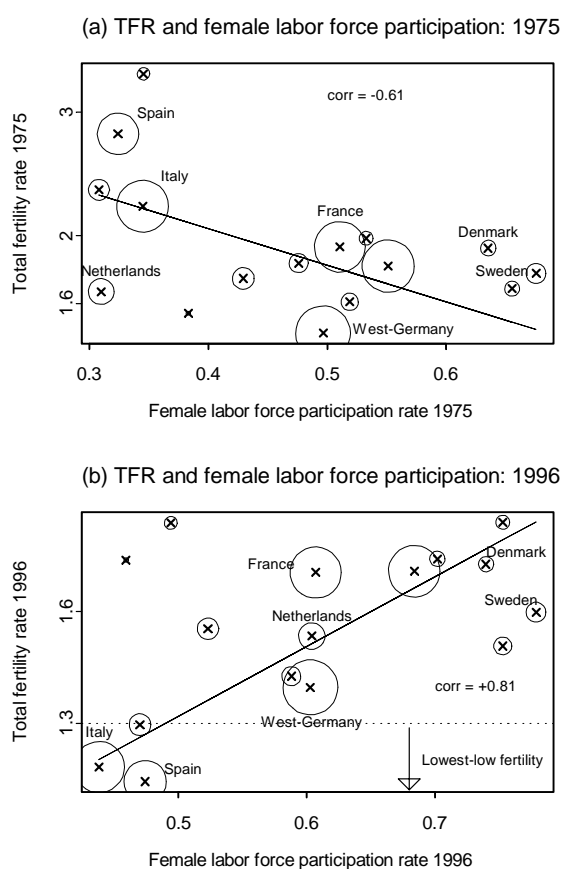 (a) TFR and female labor force participation: 1975
corr = -0.61
Spain
Italy
France
Denmark
Netherlands
Sweden
West-Germany
Total fertility rate 1975
3
2
1.6
0.3 0.4 0.5 0.6
Female labor force participation rate 1975
(b) TFR and female labor force participation: 1996
France
Denmark
Sweden
Netherlands
corr = +0.81
West-Germany
Italy
Lowest-low fertility
Spain
Total fertility rate 1996
1.6
1.3
0.5 0.6 0.7
Female labor force participation rate 1996